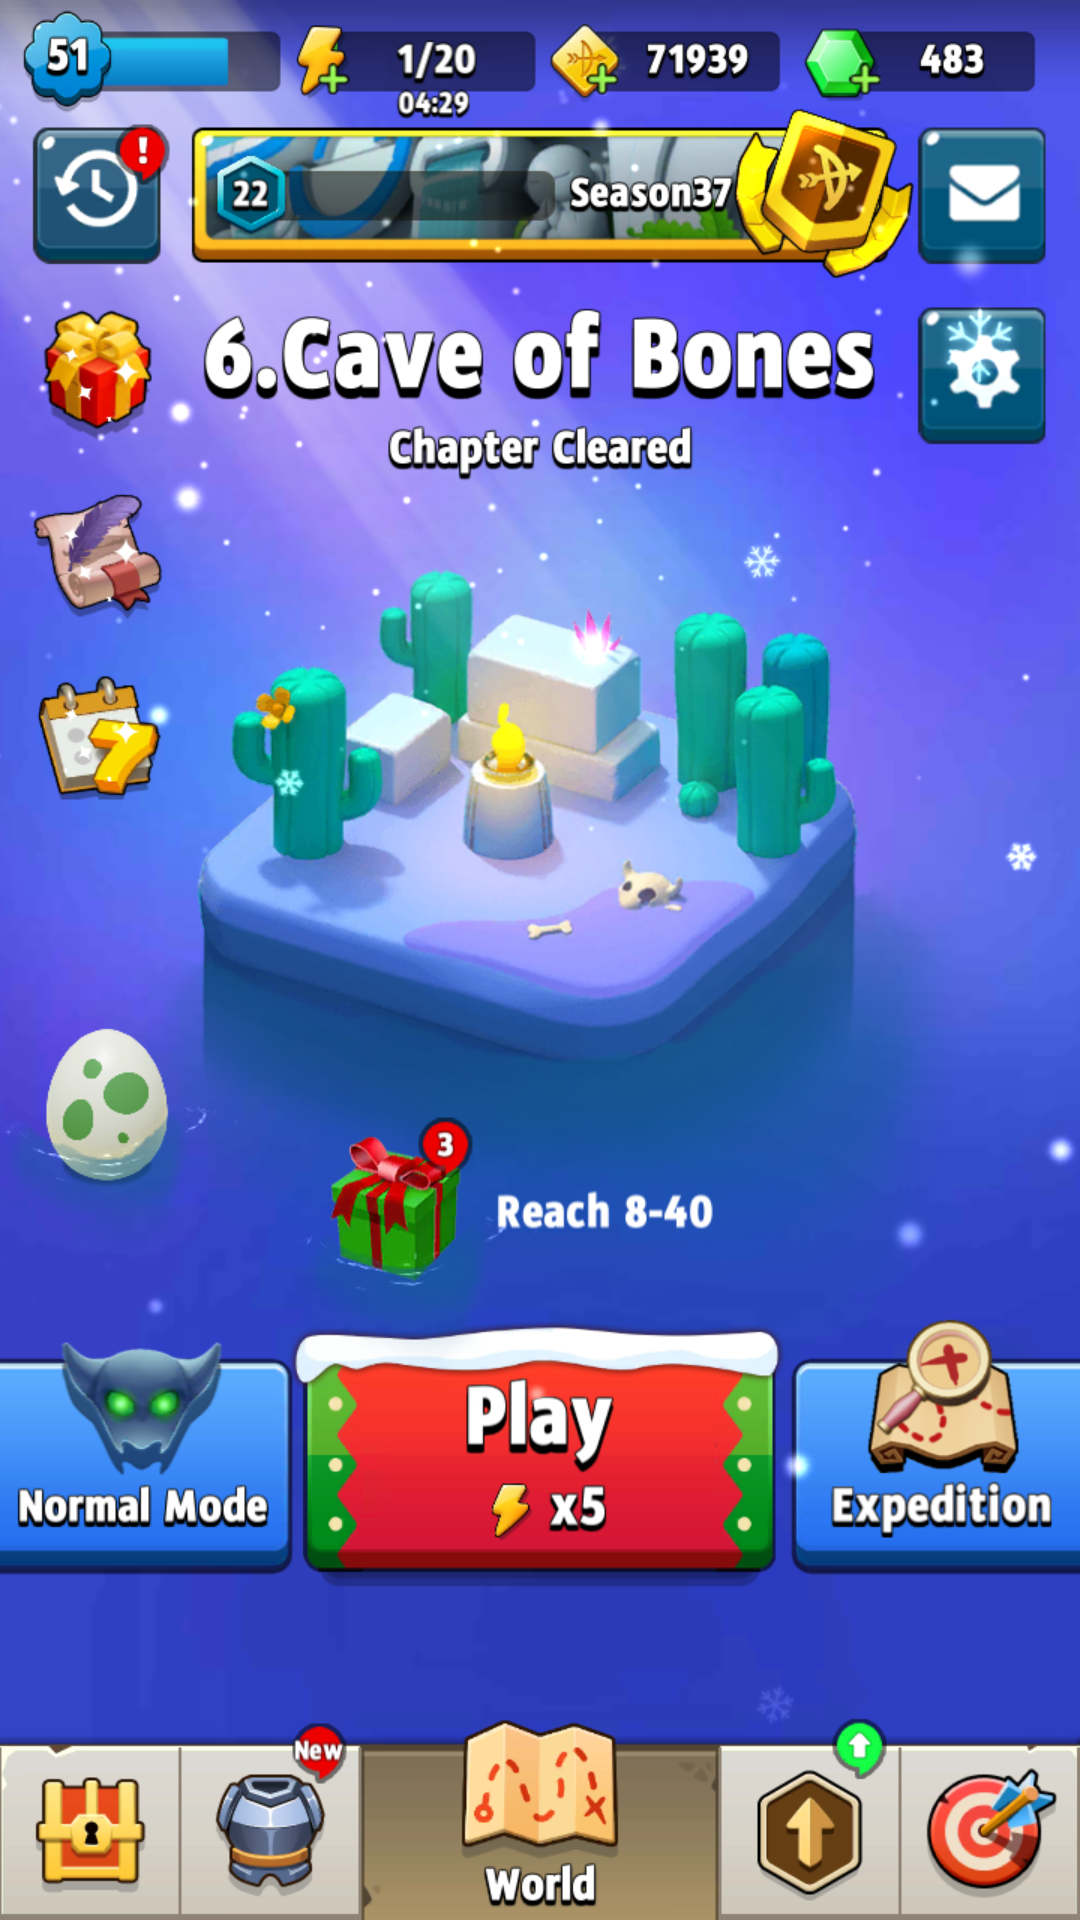 51
1/20
04:29
71939
483
!
22
Season37
6.Cave of Bones
Chapter Cleared
7
3
Reach 8-40
Normal Mode
Play
x5
Expedition
New
World